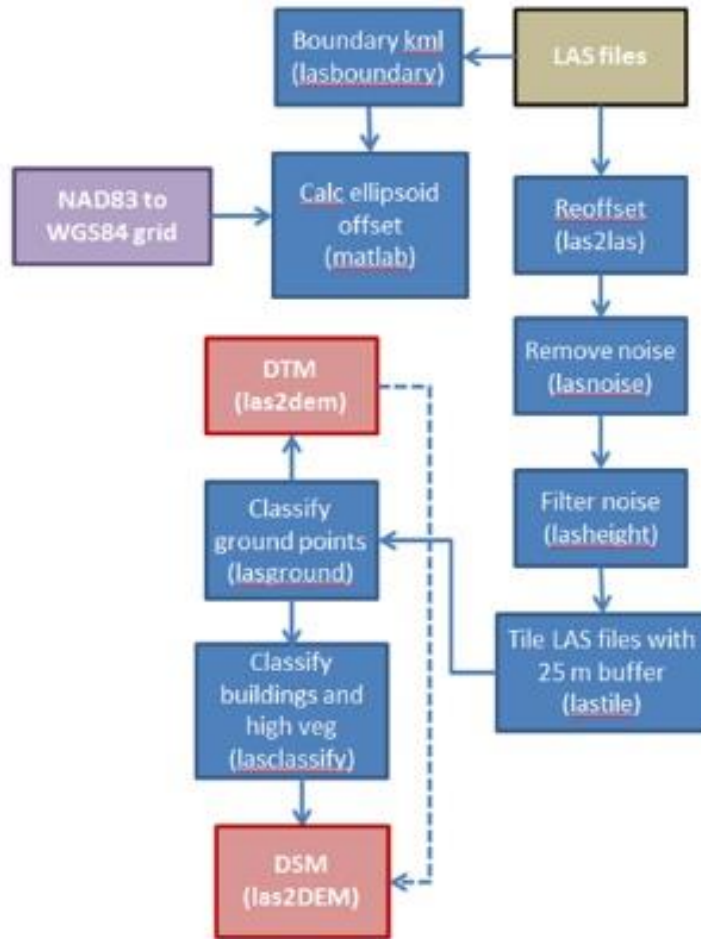 Boundary kml
(lasboundary)
LAS files
NAD83 to
WGS84 grid
Calc ellipsoid
offset
(matlab)
Reoffset
(las2las)
Remove noise
(lasnoise)
DTM
(las2dem)
Filter noise
(lasheight)
Classify
ground points
(lasground)
Tile LAS files with
25 m buffer
(lastile)
Classify
buildings and
high veg
(lasclassify)
DSM
(las2DEM)